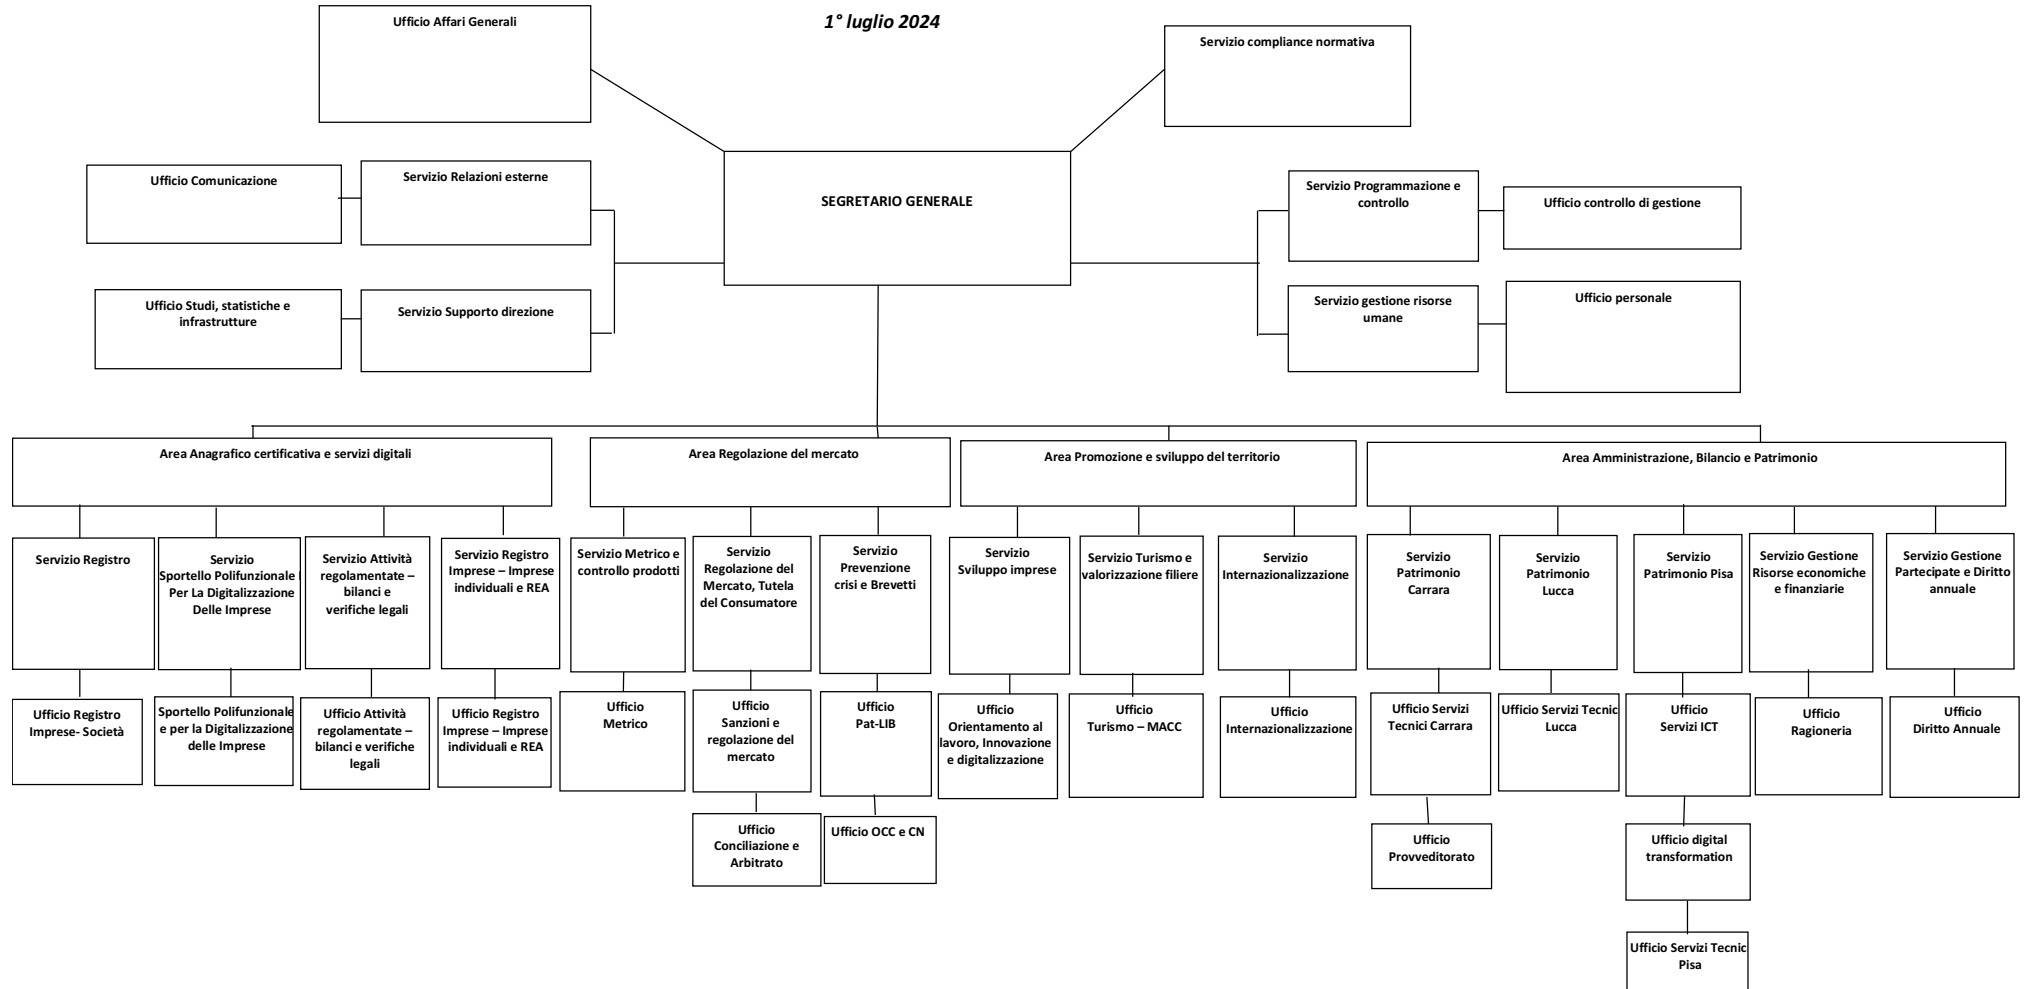 1° luglio 2024
Ufficio Affari Generali
Servizio compliance normativa
SEGRETARIO GENERALE
Ufficio Comunicazione
Servizio Relazioni esterne
Servizio Programmazione e
controllo
Ufficio controllo di gestione
Ufficio Studi, statistiche e
infrastrutture
Servizio Supporto direzione
Servizio gestione risorse
umane
Ufficio personale
Area Anagrafico certificativa e servizi digitali
Area Regolazione del mercato
Area Promozione e sviluppo del territorio
Area Amministrazione, Bilancio e Patrimonio
Servizio Registro
Servizio
Sportello Polifunzionale
Per La Digitalizzazione
Delle Imprese
Servizio Attività
regolamentate –
bilanci e
verifiche legali
Servizio Registro
Imprese – Imprese
individuali e REA
Servizio Metrico e
controllo prodotti
Servizio
Regolazione del
Mercato, Tutela
del Consumatore
Servizio
Prevenzione
crisi e Brevetti
Servizio
Sviluppo imprese
Servizio Turismo e
valorizzazione filiere
Servizio
Internazionalizzazione
Servizio
Patrimonio
Carrara
Servizio
Patrimonio
Lucca
Servizio
Patrimonio Pisa
Servizio Gestione
Risorse economiche
e finanziarie
Servizio Gestione
Partecipate e Diritto
annuale
Ufficio Registro
Imprese- Società
Sportello Polifunzionale
e per la Digitalizzazione
delle Imprese
Ufficio Attività
regolamentate –
bilanci e verifiche
legali
Ufficio Registro
Imprese – Imprese
individuali e REA
Ufficio
Metrico
Ufficio
Sanzioni e
regolazione del
mercato
Ufficio
Pat-LIB
Ufficio
Orientamento al
lavoro, Innovazione
e digitalizzazione
Ufficio
Turismo – MACC
Ufficio
Internazionalizzazione
Ufficio Servizi
Tecnici Carrara
Ufficio Servizi Tecnic
Lucca
Ufficio
Servizi ICT
Ufficio
Ragioneria
Ufficio
Diritto Annuale
Ufficio
Conciliazione e
Arbitrato
Ufficio OCC e CN
Ufficio
Provveditorato
Ufficio digital
transformation
Ufficio Servizi Tecnic
Pisa